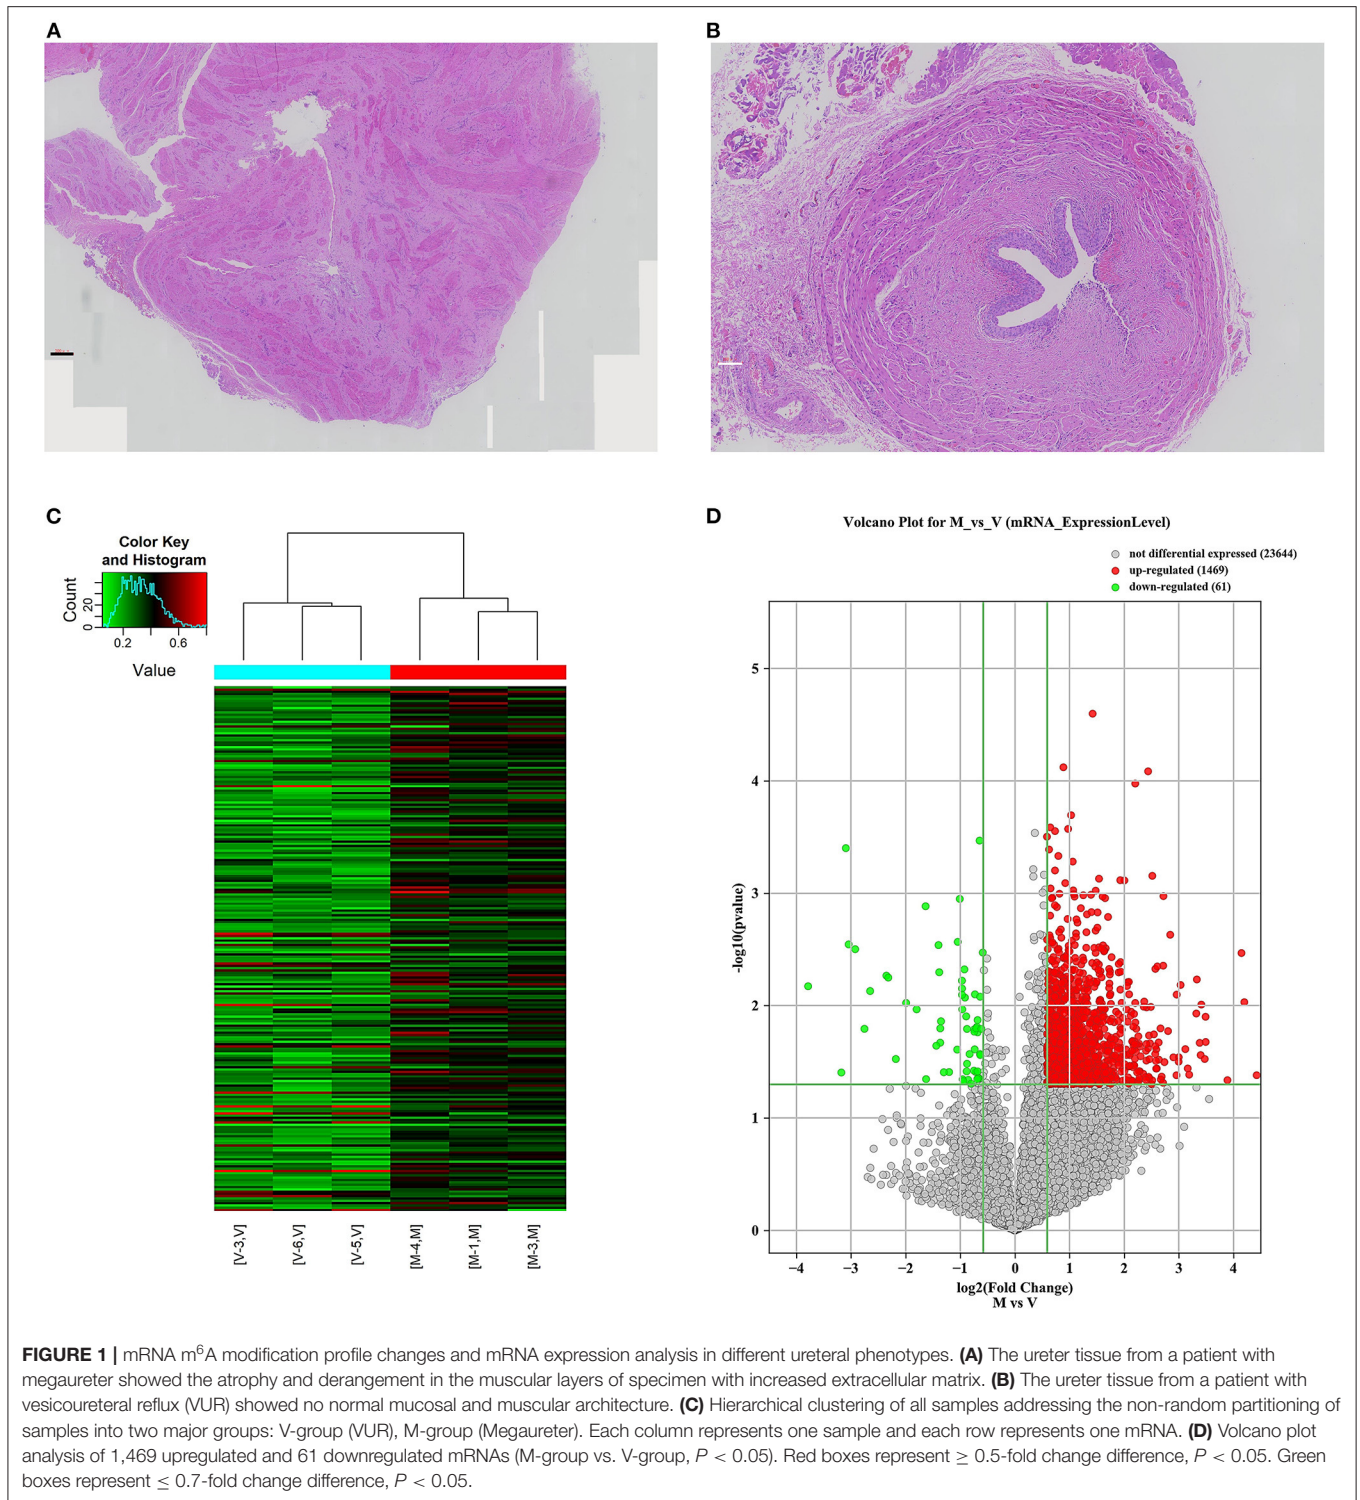 A
B
C
Color Key
and Histogram
Count
0 20
0.2 0.6
Value
[V-3,V]
[V-6,V]
[V-5,V]
[M-4,M]
[M-1,M]
[M-3,M]
D
Volcano Plot for M_vs_V (mRNA_ExpressionLevel)
not differential expressed (23644)
up-regulated (1469)
down-regulated (61)
-log10(pvalue)
5
4
3
2
1
0
−4 −3 −2 −1 0 1 2 3 4
log2(Fold Change)
M vs V
FIGURE 1 | mRNA m⁶A modification profile changes and mRNA expression analysis in different ureteral phenotypes. (A) The ureter tissue from a patient with
megaureter showed the atrophy and derangement in the muscular layers of specimen with increased extracellular matrix. (B) The ureter tissue from a patient with
vesicoureteral reflux (VUR) showed no normal mucosal and muscular architecture. (C) Hierarchical clustering of all samples addressing the non-random partitioning of
samples into two major groups: V-group (VUR), M-group (Megaureter). Each column represents one sample and each row represents one mRNA. (D) Volcano plot
analysis of 1,469 upregulated and 61 downregulated mRNAs (M-group vs. V-group, P < 0.05). Red boxes represent ≥ 0.5-fold change difference, P < 0.05. Green
boxes represent ≤ 0.7-fold change difference, P < 0.05.